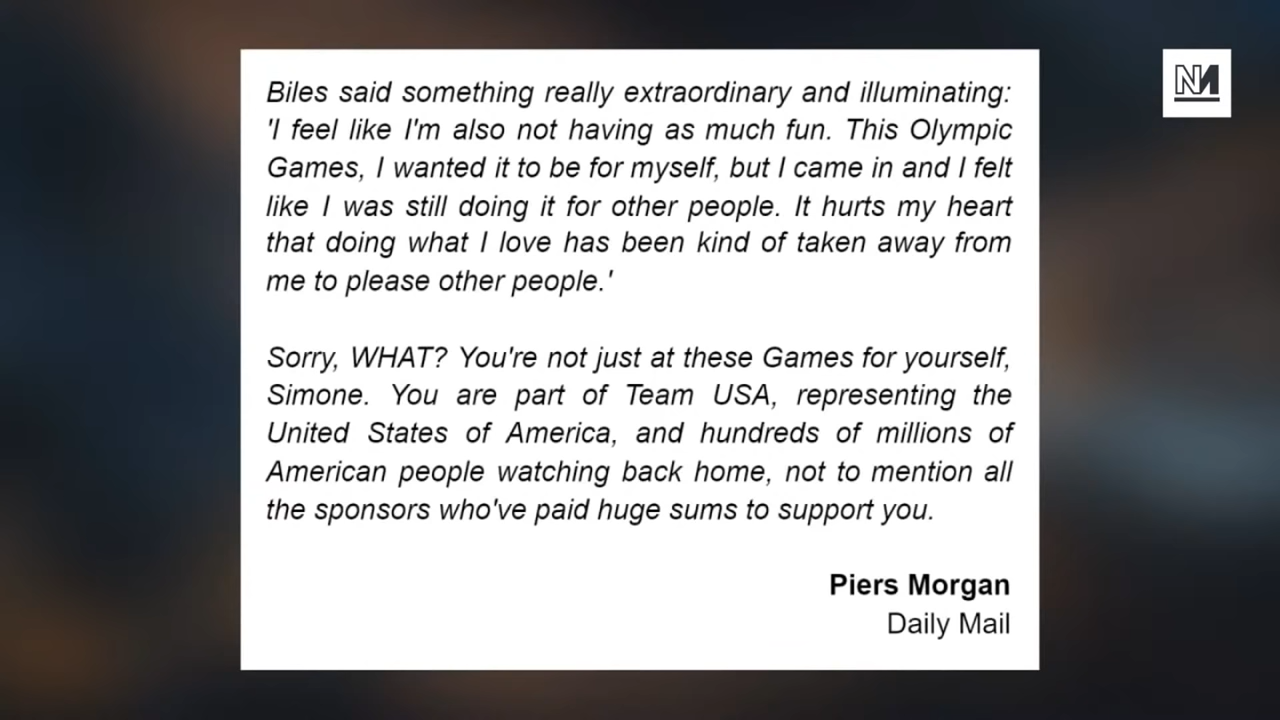 Biles said something really extraordinary and illuminating:
'I feel like I'm also not having as much fun. This Olympic
Games, I wanted it to be for myself, but I came in and I felt
like I was still doing it for other people. It hurts my heart
that doing what I love has been kind of taken away from
me to please other people.'
Sorry, WHAT? You're not just at these Games for yourself,
Simone. You are part of Team USA, representing the
United States of America, and hundreds of millions of
American people watching back home, not to mention all
the sponsors who've paid huge sums to support you.
Piers Morgan
Daily Mail
NM